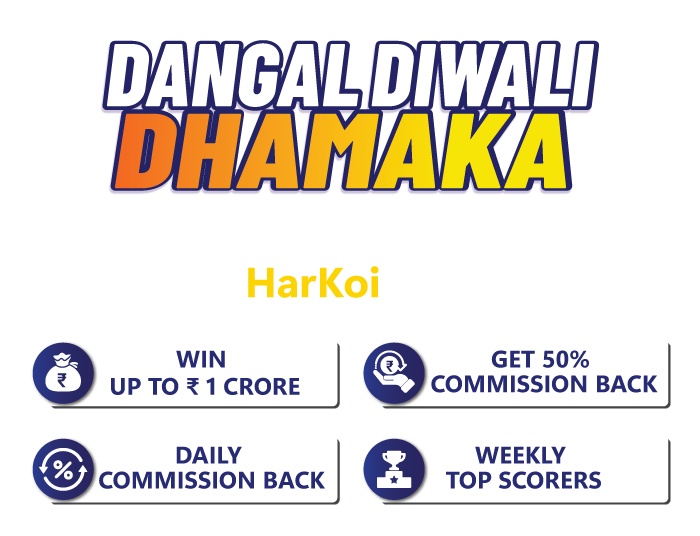 DANGAL DIWALI
DHAMAKA
HarKoi
WIN
UP TO ₹ 1 CRORE
GET 50%
COMMISSION BACK
DAILY
COMMISSION BACK
WEEKLY
TOP SCORERS